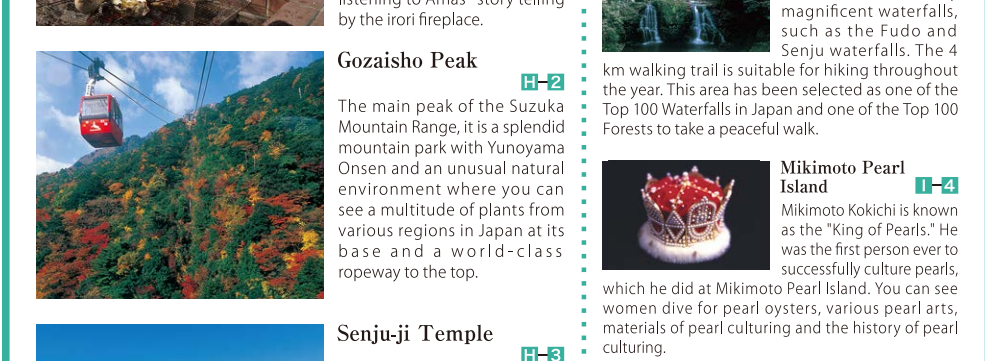 listening to Amas' story telling
by the irori fireplace.
Gozaisho Peak
H-2
The main peak of the Suzuka
Mountain Range, it is a splendid
mountain park with Yunoyama
Onsen and an unusual natural
environment where you can
see a multitude of plants from
various regions in Japan at its
base and a world-class
ropeway to the top.
Senju-ji Temple
H-3
magnificent waterfalls,
such as the Fudo and
Senju waterfalls. The 4
km walking trail is suitable for hiking throughout
the year. This area has been selected as one of the
Top 100 Waterfalls in Japan and one of the Top 100
Forests to take a peaceful walk.
Mikimoto Pearl
Island
I-4
Mikimoto Kokichi is known
as the "King of Pearls." He
was the first person ever to
successfully culture pearls,
which he did at Mikimoto Pearl Island. You can see
women dive for pearl oysters, various pearl arts,
materials of pearl culturing and the history of pearl
culturing.